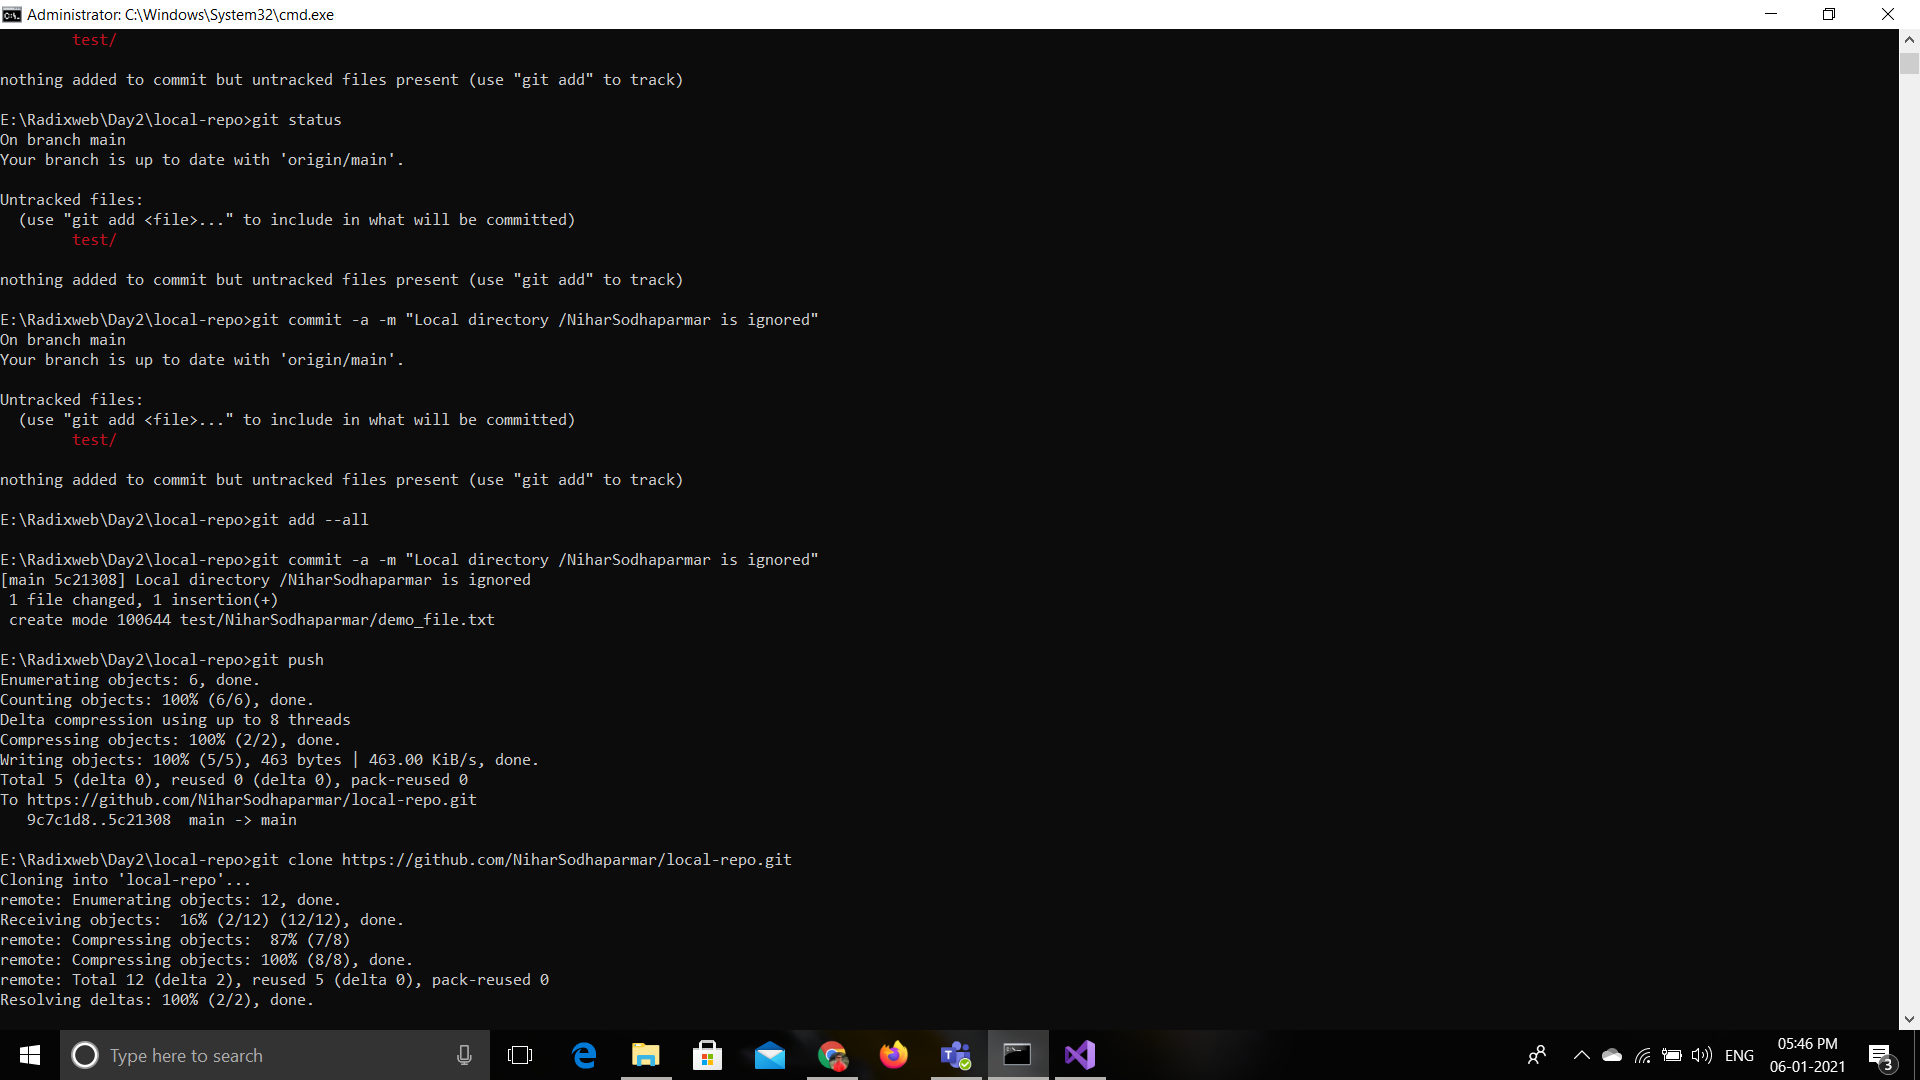 Administrator: C:\Windows\System32\cmd.exe
        test/
nothing added to commit but untracked files present (use "git add" to track)
E:\Radixweb\Day2\local-repo>git status
On branch main
Your branch is up to date with 'origin/main'.
Untracked files:
  (use "git add <file>..." to include in what will be committed)
        test/
nothing added to commit but untracked files present (use "git add" to track)
E:\Radixweb\Day2\local-repo>git commit -a -m "Local directory /NiharSodhaparmar is ignored"
On branch main
Your branch is up to date with 'origin/main'.
Untracked files:
  (use "git add <file>..." to include in what will be committed)
        test/
nothing added to commit but untracked files present (use "git add" to track)
E:\Radixweb\Day2\local-repo>git add --all
E:\Radixweb\Day2\local-repo>git commit -a -m "Local directory /NiharSodhaparmar is ignored"
[main 5c21308] Local directory /NiharSodhaparmar is ignored
 1 file changed, 1 insertion(+)
 create mode 100644 test/NiharSodhaparmar/demo_file.txt
E:\Radixweb\Day2\local-repo>git push
Enumerating objects: 6, done.
Counting objects: 100% (6/6), done.
Delta compression using up to 8 threads
Compressing objects: 100% (2/2), done.
Writing objects: 100% (5/5), 463 bytes | 463.00 KiB/s, done.
Total 5 (delta 0), reused 0 (delta 0), pack-reused 0
To https://github.com/NiharSodhaparmar/local-repo.git
   9c7c1d8..5c21308  main -> main
E:\Radixweb\Day2\local-repo>git clone https://github.com/NiharSodhaparmar/local-repo.git
Cloning into 'local-repo'...
remote: Enumerating objects: 12, done.
Receiving objects:  16% (2/12) (12/12), done.
remote: Compressing objects:  87% (7/8)
remote: Compressing objects: 100% (8/8), done.
remote: Total 12 (delta 2), reused 5 (delta 0), pack-reused 0
Resolving deltas: 100% (2/2), done.
Type here to search
ENG
05:46 PM
06-01-2021
3